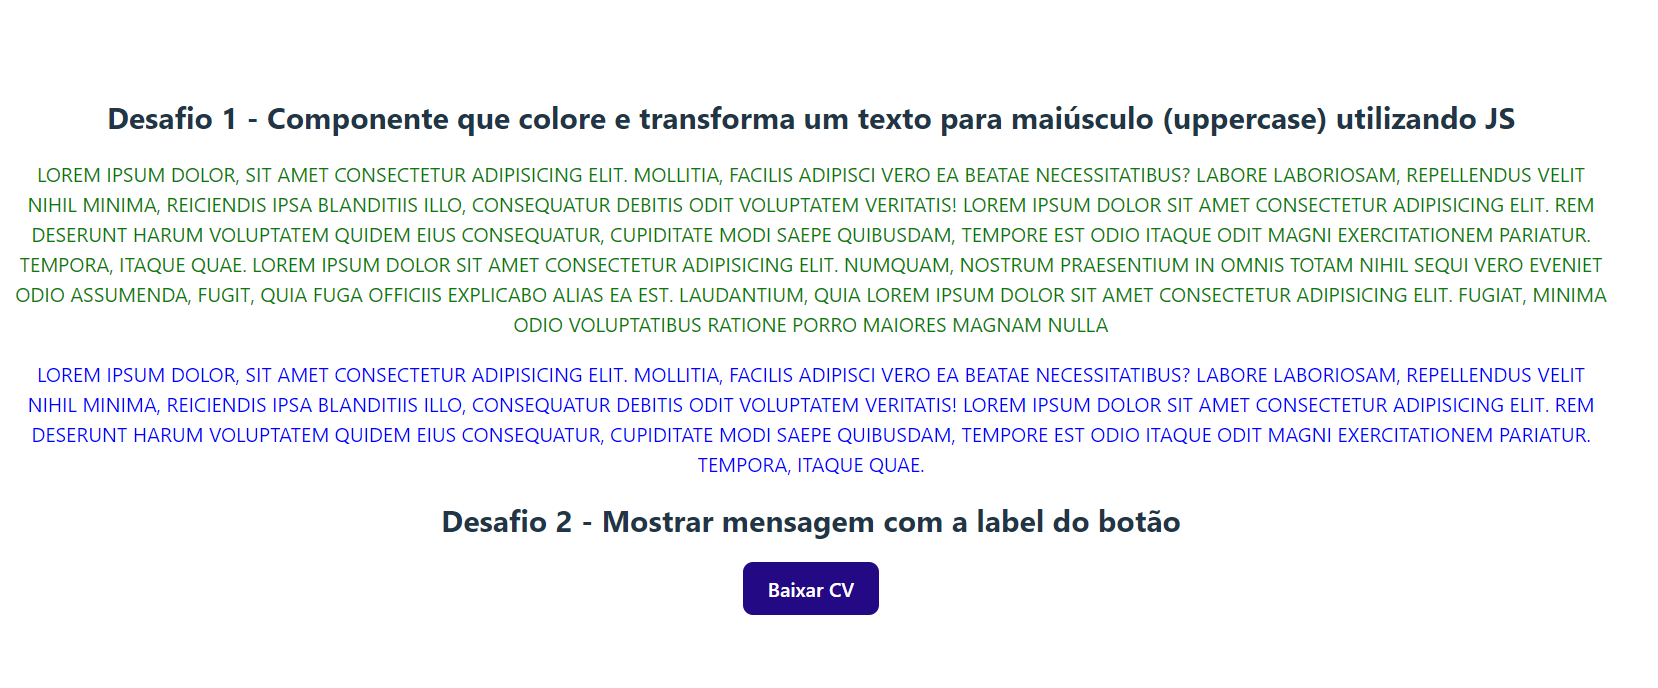 Desafio 1 - Componente que colore e transforma um texto para maiúsculo (uppercase) utilizando JS
LOREM IPSUM DOLOR, SIT AMET CONSECTETUR ADIPISICING ELIT. MOLLITIA, FACILIS ADIPISCI VERO EA BEATAE NECESSITATIBUS? LABORE LABORIOSAM, REPELLENDUS VELIT
NIHIL MINIMA, REICIENDIS IPSA BLANDITIIS ILLO, CONSEQUATUR DEBITIS ODIT VOLUPTATEM VERITATIS! LOREM IPSUM DOLOR SIT AMET CONSECTETUR ADIPISICING ELIT. REM
DESERUNT HARUM VOLUPTATEM QUIDEM EIUS CONSEQUATUR, CUPIDITATE MODI SAEPE QUIBUSDAM, TEMPORE EST ODIO ITAQUE ODIT MAGNI EXERCITATIONEM PARIATUR.
TEMPORA, ITAQUE QUAE. LOREM IPSUM DOLOR SIT AMET CONSECTETUR ADIPISICING ELIT. NUMQUAM, NOSTRUM PRAESENTIUM IN OMNIS TOTAM NIHIL SEQUI VERO EVENIET
ODIO ASSUMENDA, FUGIT, QUIA FUGA OFFICIIS EXPLICABO ALIAS EA EST. LAUDANTIUM, QUIA LOREM IPSUM DOLOR SIT AMET CONSECTETUR ADIPISICING ELIT. FUGIAT, MINIMA
ODIO VOLUPTATIBUS RATIONE PORRO MAIORES MAGNAM NULLA
LOREM IPSUM DOLOR, SIT AMET CONSECTETUR ADIPISICING ELIT. MOLLITIA, FACILIS ADIPISCI VERO EA BEATAE NECESSITATIBUS? LABORE LABORIOSAM, REPELLENDUS VELIT
NIHIL MINIMA, REICIENDIS IPSA BLANDITIIS ILLO, CONSEQUATUR DEBITIS ODIT VOLUPTATEM VERITATIS! LOREM IPSUM DOLOR SIT AMET CONSECTETUR ADIPISICING ELIT. REM
DESERUNT HARUM VOLUPTATEM QUIDEM EIUS CONSEQUATUR, CUPIDITATE MODI SAEPE QUIBUSDAM, TEMPORE EST ODIO ITAQUE ODIT MAGNI EXERCITATIONEM PARIATUR.
TEMPORA, ITAQUE QUAE.
Desafio 2 - Mostrar mensagem com a label do botão
Baixar CV